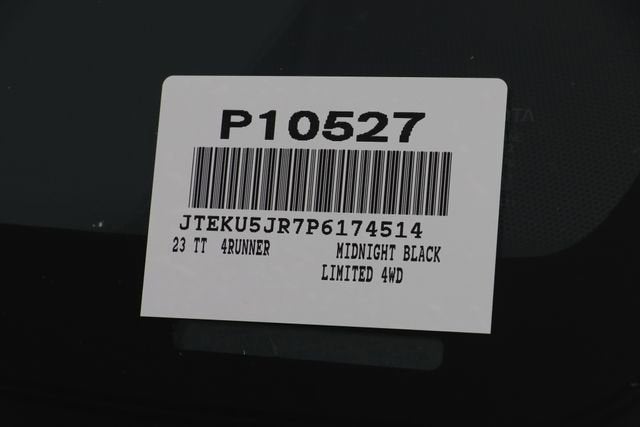 P10527
JTEKU5JR7P6174514
23 TT 4RUNNER MIDNIGHT BLACK
LIMITED 4WD